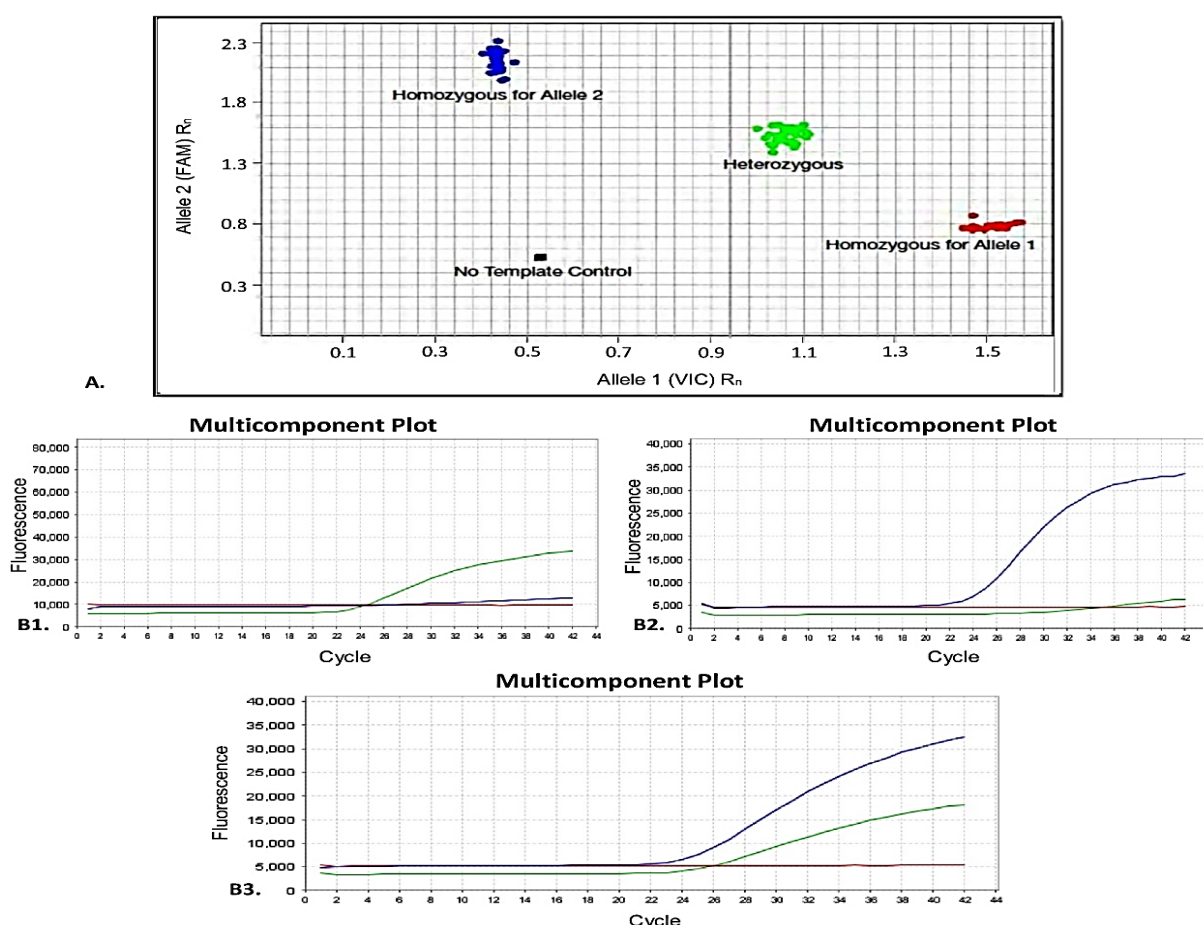 2.3
Homozygous for Allele 2
1.8
Heterozygous
1.3
0.8
Homozygous for Allele 1
No Template Control
0.3
Allele 2 (FAM) Rn
0.1 0.3 0.5 0.7 0.9 1.1 1.3 1.5
Allele 1 (VIC) Rn
A.
Multicomponent Plot
80,000
70,000
60,000
50,000
40,000
30,000
20,000
10,000
0
Fluorescence
B1.
0 2 4 6 8 10 12 14 16 18 20 22 24 26 28 30 32 34 36 38 40 42 44
Cycle
Multicomponent Plot
40,000
35,000
30,000
25,000
20,000
15,000
10,000
5,000
0
Fluorescence
B2.
0 2 4 6 8 10 12 14 16 18 20 22 24 26 28 30 32 34 36 38 40 42
Cycle
Multicomponent Plot
40,000
35,000
30,000
25,000
20,000
15,000
10,000
5,000
0
Fluorescence
B3.
0 2 4 6 8 10 12 14 16 18 20 22 24 26 28 30 32 34 36 38 40 42 44
Cycle